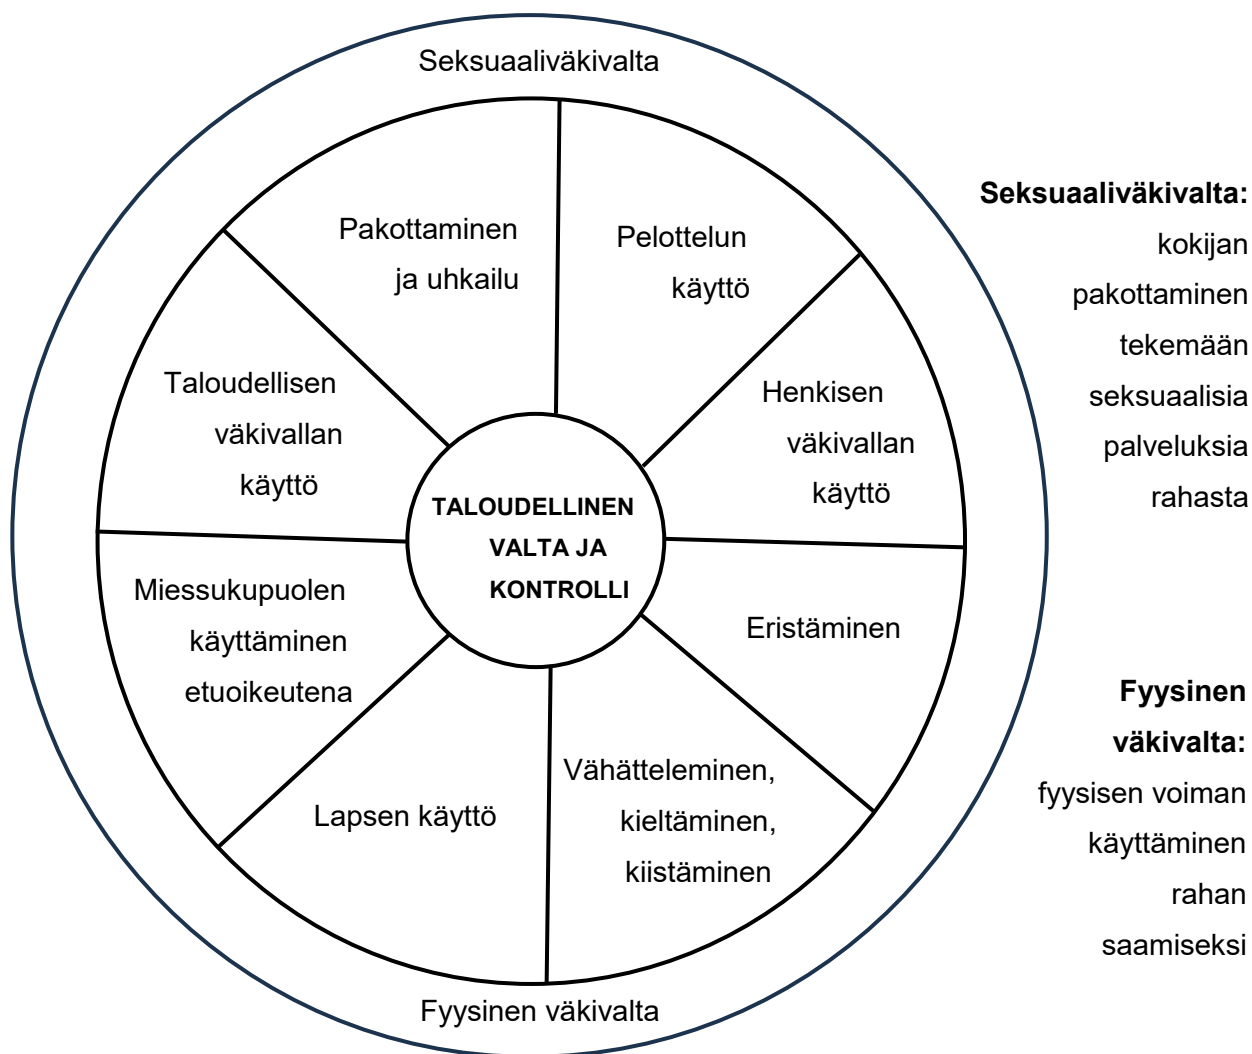 Seksuaaliväkivalta
Pakottaminen
ja uhkailu
Pelottelun
käyttö
Taloudellisen
väkivallan
käyttö
Henkisen
väkivallan
käyttö
TALOUDELLINEN
VALTA JA
KONTROLLI
Miessukupuolen
käyttäminen
etuoikeutena
Eristäminen
Lapsen käyttö
Vähätteleminen,
kieltäminen,
kiistäminen
Fyysinen väkivalta
Seksuaaliväkivalta:
kokijan
pakottaminen
tekemään
seksuaalisia
palveluksia
rahasta
Fyysinen
väkivalta:
fyysisen voiman
käyttäminen
rahan
saamiseksi